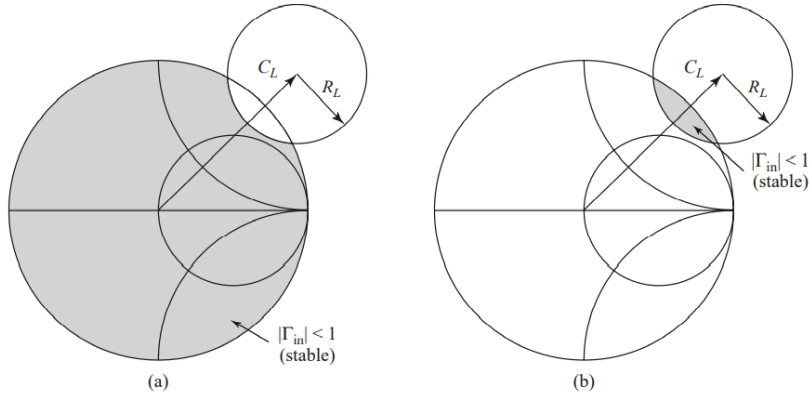 C_L
R_L
|Γ_in| < 1
(stable)
(a)
C_L
R_L
|Γ_in| < 1
(stable)
(b)